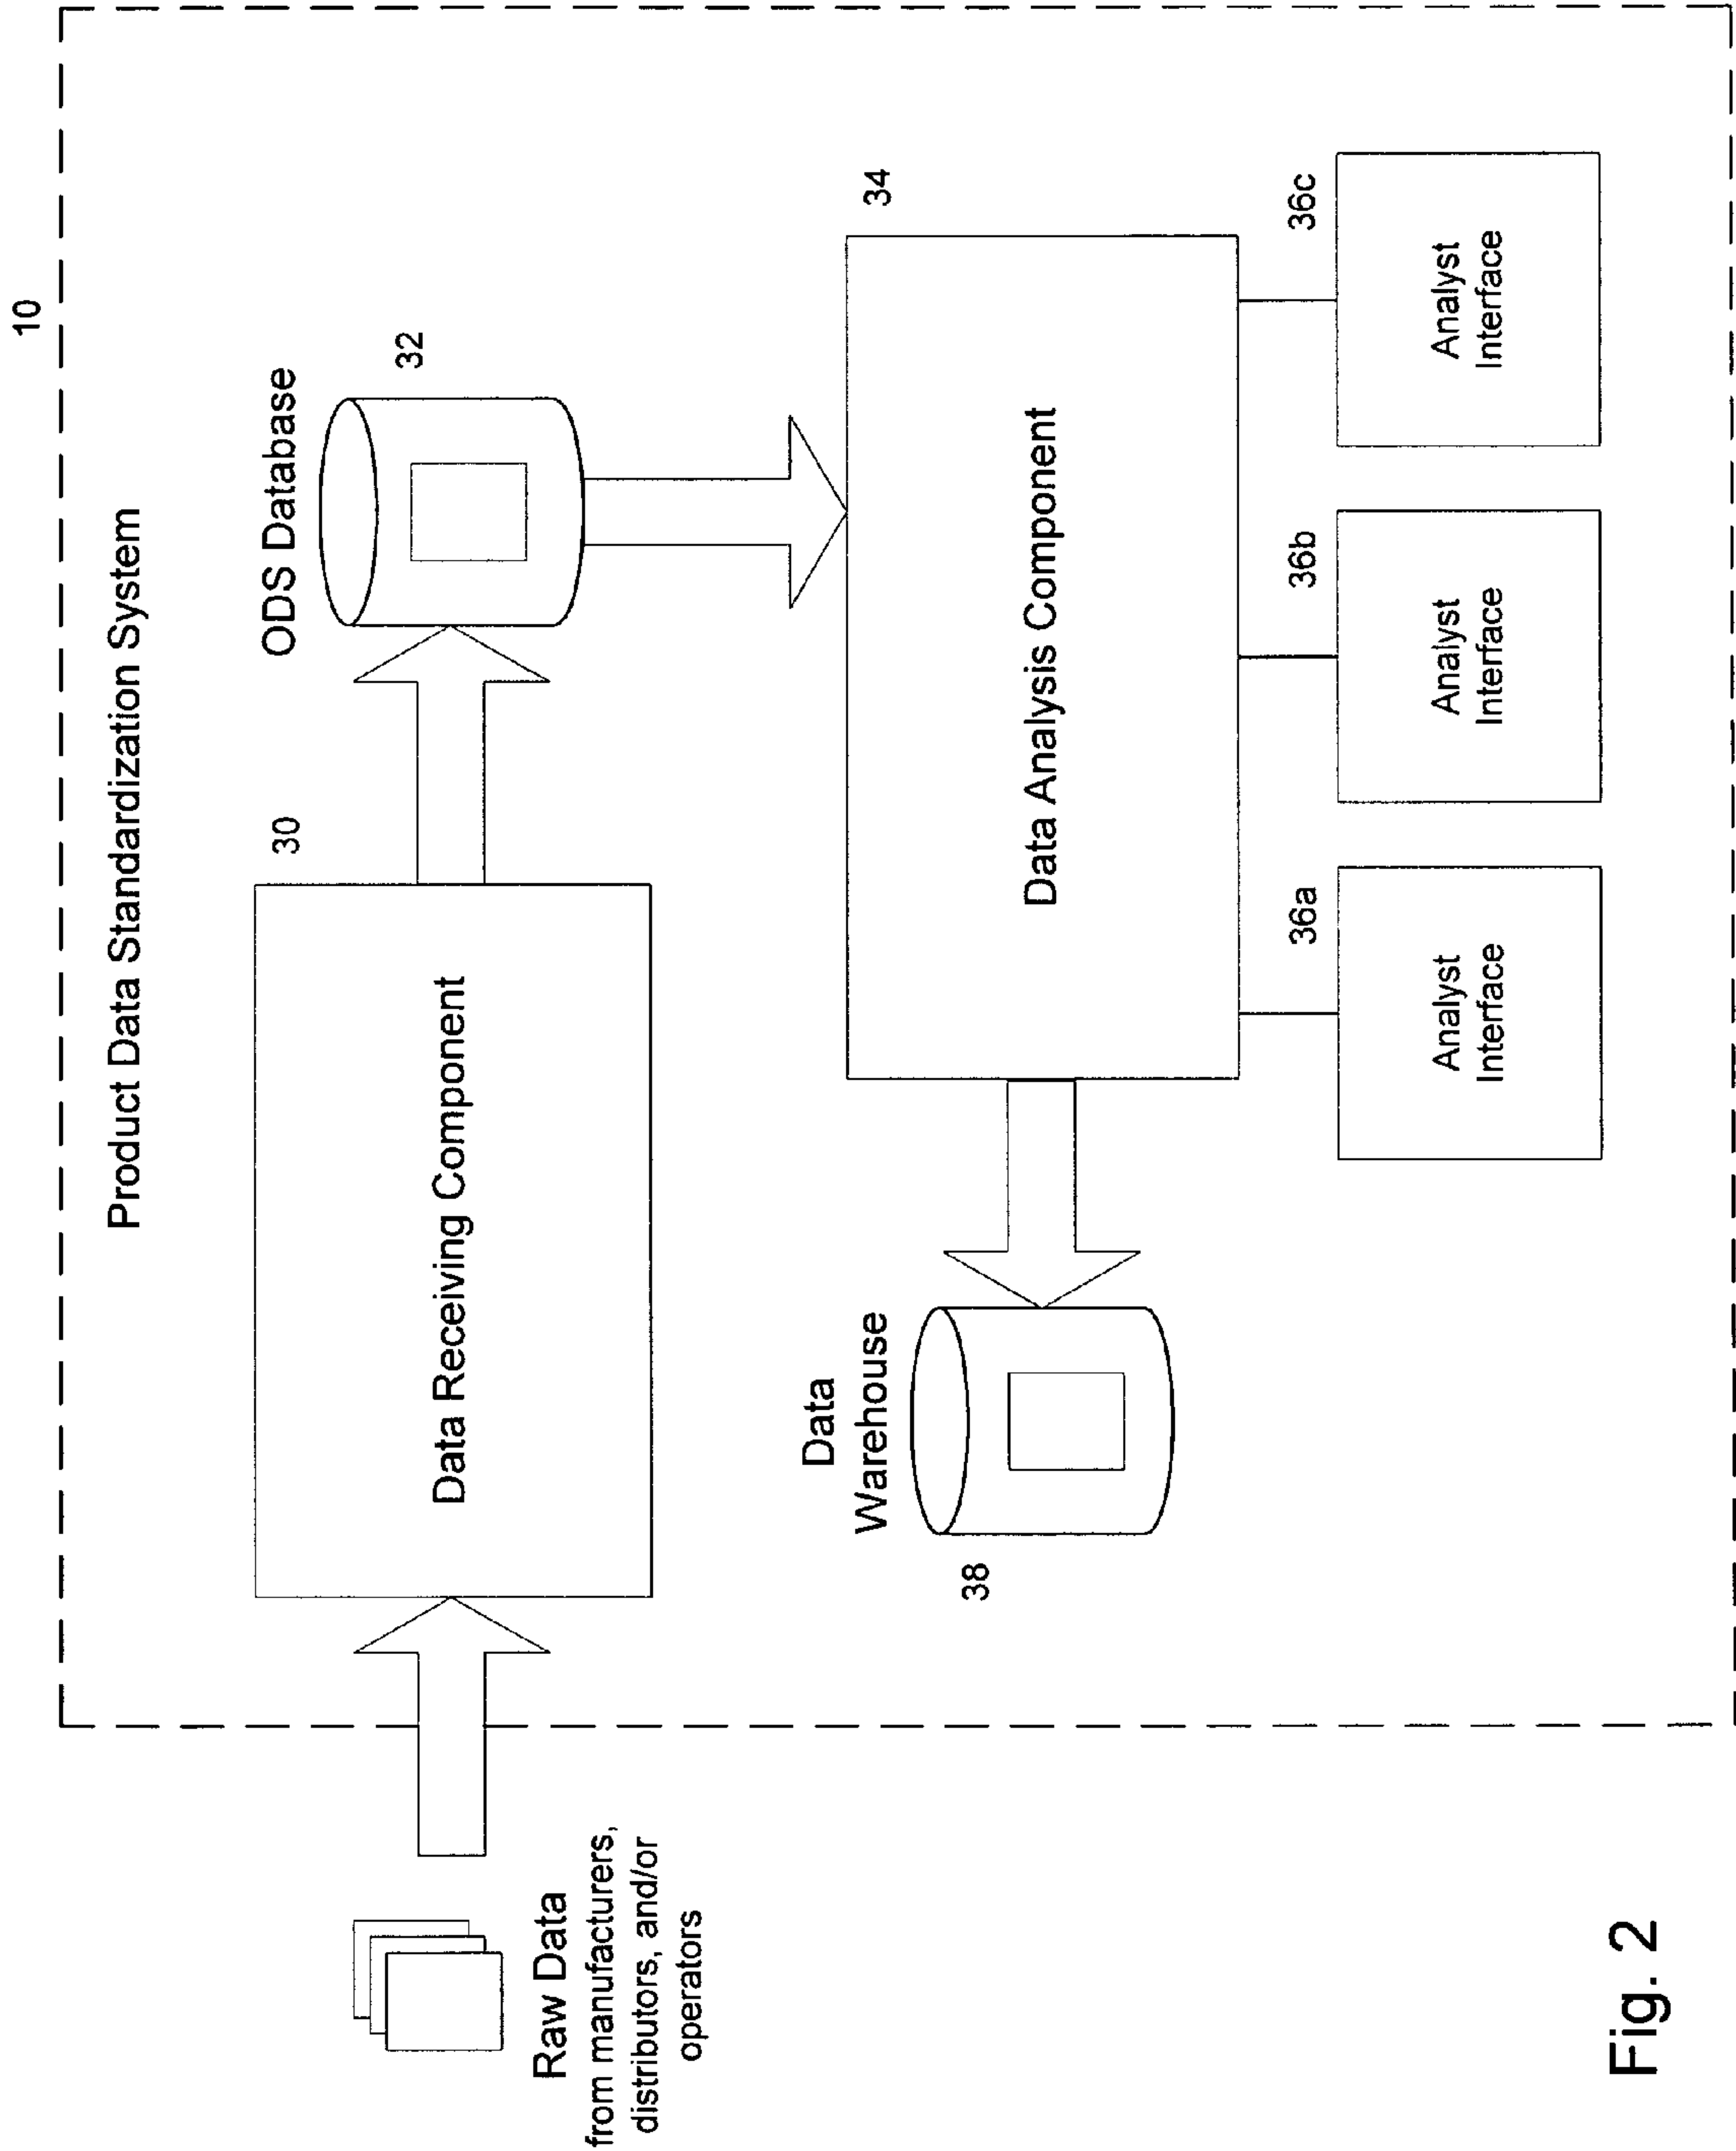 10
Product Data Standardization System
ODS Database
32
30
Data Receiving Component
Raw Data
from manufacturers,
distributors, and/or
operators
34
Data Analysis Component
Data
Warehouse
38
36a
Analyst
Interface
36b
Analyst
Interface
36c
Analyst
Interface
Fig. 2